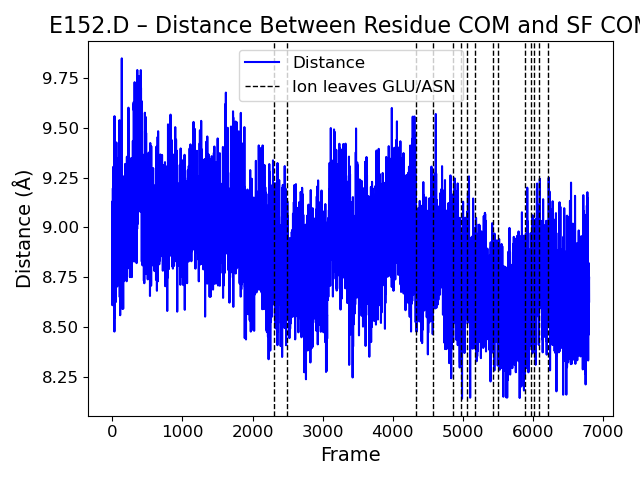 E152.D – Distance Between Residue COM and SF COM
Distance
Ion leaves GLU/ASN
Distance (Å)
9.75
9.50
9.25
9.00
8.75
8.50
8.25
0 1000 2000 3000 4000 5000 6000 7000
Frame